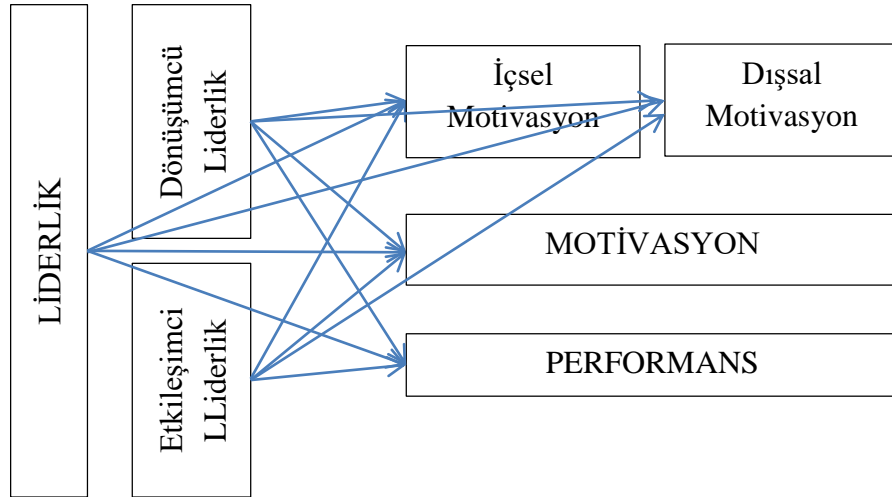 LİDERLİK
Dönüşümcü
Liderlik
Etkileşimci
LLiderlik
İçsel
Motivasyon
Dışsal
Motivasyon
MOTİVASYON
PERFORMANS